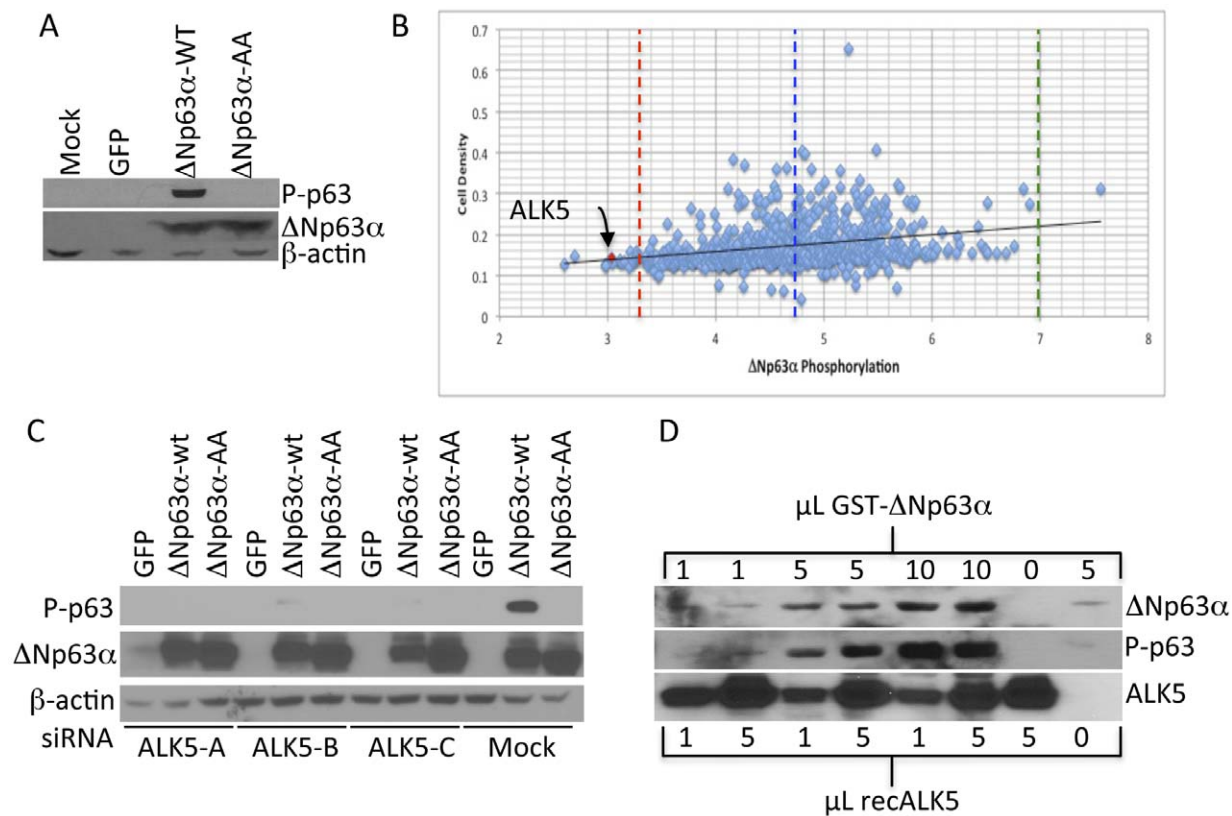 A
Mock
GFP
ΔNp63α-WT
ΔNp63α-AA
P-p63
ΔNp63α
β-actin
B
0.7
0.6
0.5
0.4
0.3
0.2
0.1
0
Cell Density
ALK5
2 3 4 5 6 7 8
ΔNp63α Phosphorylation
C
GFP
ΔNp63α-wt
ΔNp63α-AA
GFP
ΔNp63α-wt
ΔNp63α-AA
GFP
ΔNp63α-wt
ΔNp63α-AA
GFP
ΔNp63α-wt
ΔNp63α-AA
P-p63
ΔNp63α
β-actin
siRNA
ALK5-A ALK5-B ALK5-C Mock
D
μL GST-ΔNp63α
1 1 5 5 10 10 0 5
ΔNp63α
P-p63
ALK5
1 5 1 5 1 5 5 0
μL recALK5